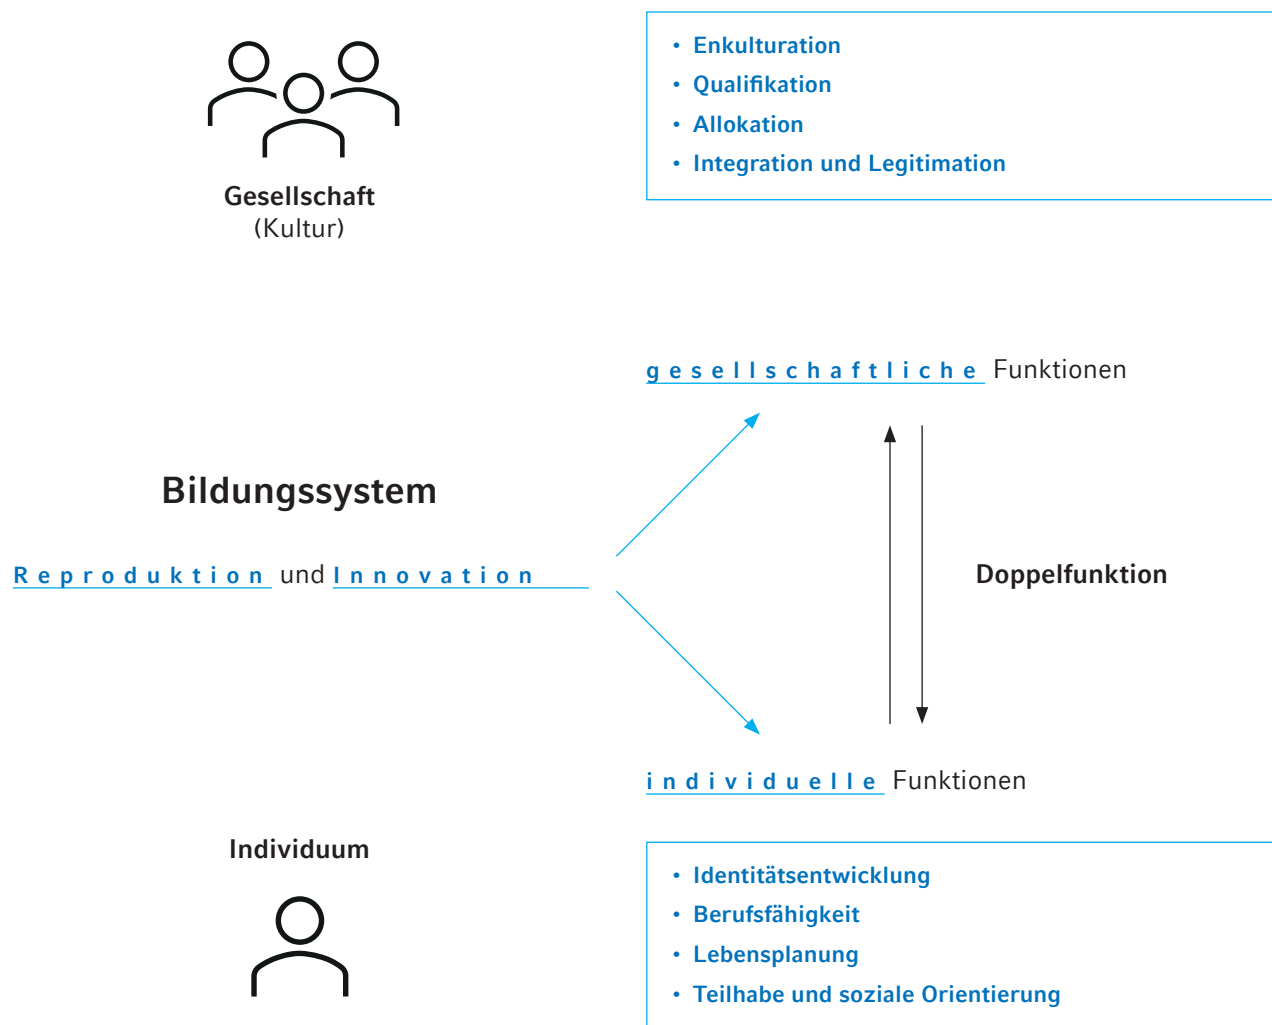 Gesellschaft
(Kultur)
• Enkulturation
• Qualifikation
• Allokation
• Integration und Legitimation
gesellschaftliche Funktionen
Bildungssystem
Reproduktion und Innovation
Doppelfunktion
individuelle Funktionen
Individuum
• Identitätsentwicklung
• Berufsfähigkeit
• Lebensplanung
• Teilhabe und soziale Orientierung